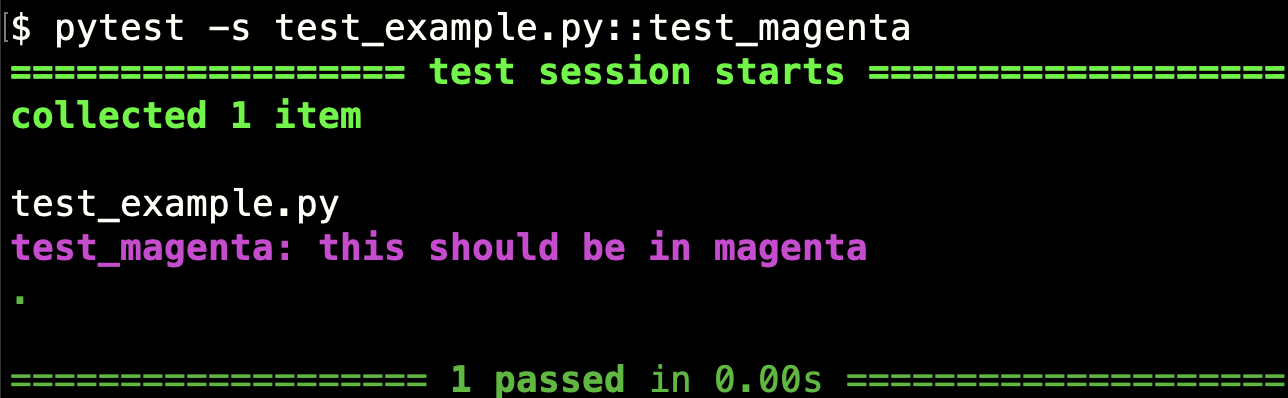 $ pytest -s test_example.py::test_magenta
================== test session starts ===================
collected 1 item
test_example.py
test_magenta: this should be in magenta
.
=================== 1 passed in 0.00s ====================